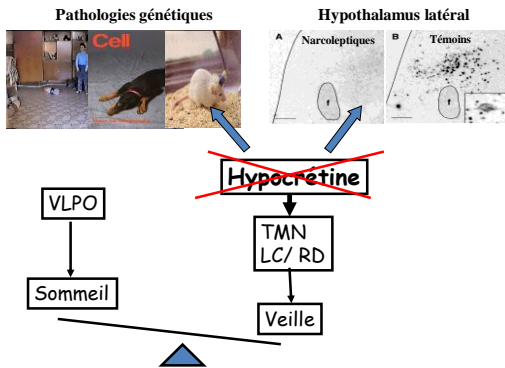 Pathologies génétiques
Hypothalamus latéral
Cell
A
Narcoleptiques
B
Témoins
f
f
Hypocrétine
VLPO
TMN
LC/ RD
Sommeil
Veille